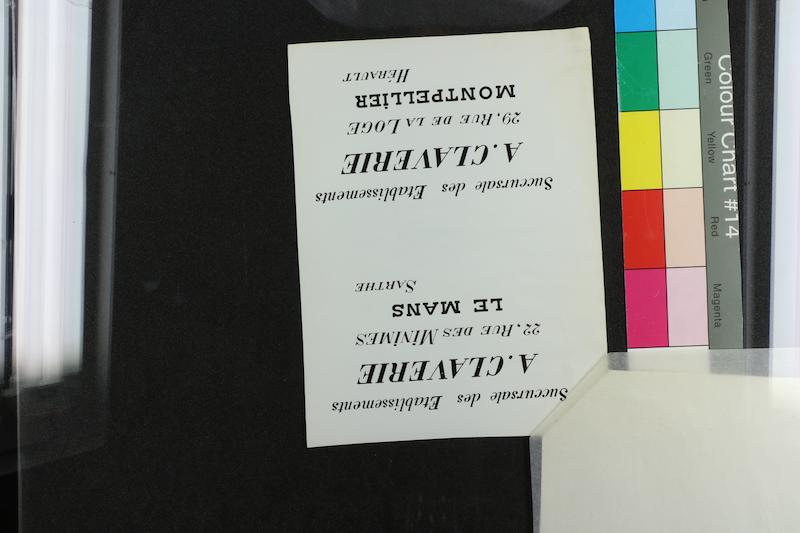 Succursale des Etablissements
A. CLAVERIE
22, RUE DES MINIMES
LE MANS
SARTHE
Succursale des Etablissements
A. CLAVERIE
29, RUE DE LA LOGE
MONTPELLIER
HÉRAULT
Colour Chart #14
Green
Yellow
Red
Magenta